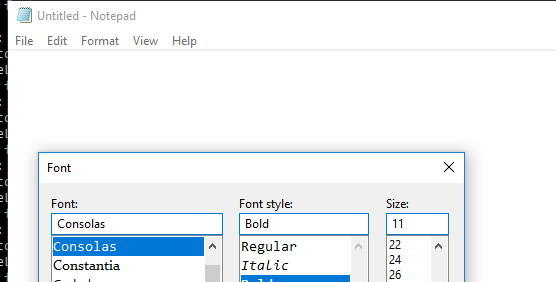 Untitled - Notepad
File Edit Format View Help
Font
Font: Font style: Size:
Consolas Bold 11
Consolas Regular 22
Constantia Italic 24
26